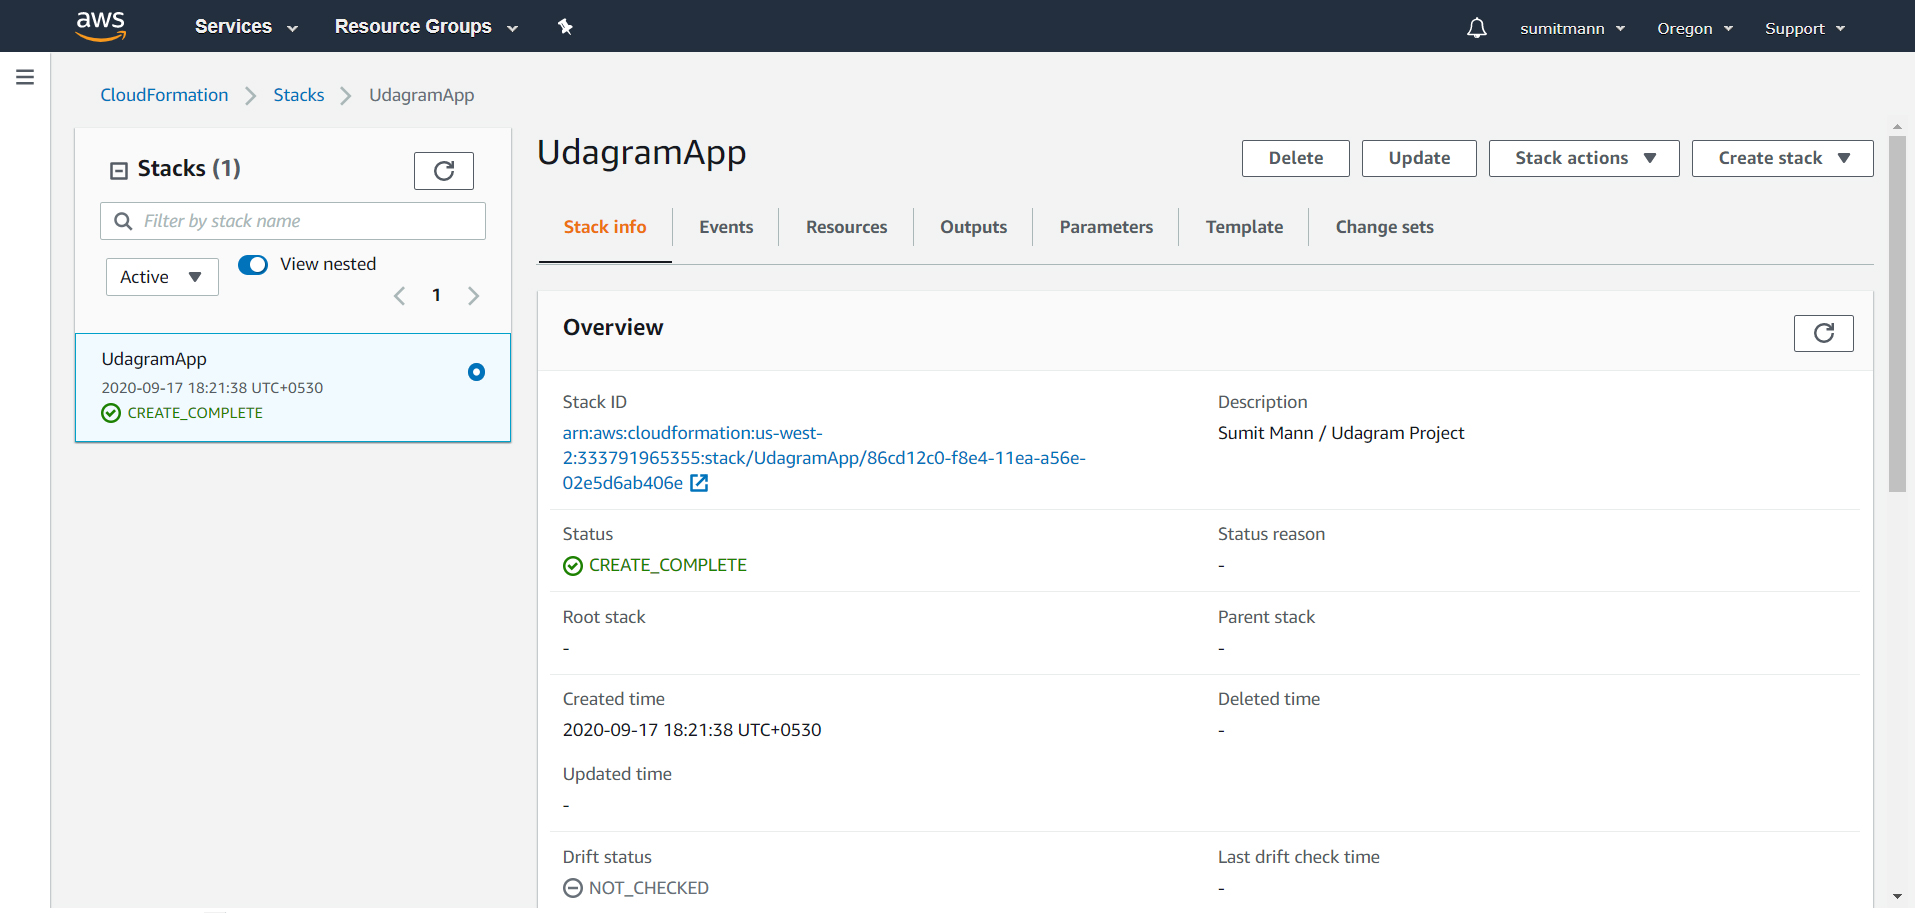 aws Services Resource Groups sumitmann Oregon Support
CloudFormation Stacks UdagramApp
Stacks (1)
Filter by stack name
Active
View nested
1
UdagramApp
2020-09-17 18:21:38 UTC+0530
CREATE_COMPLETE
UdagramApp
Delete Update Stack actions Create stack
Stack info Events Resources Outputs Parameters Template Change sets
Overview
Stack ID
arn:aws:cloudformation:us-west-
2:333791965355:stack/UdagramApp/86cd12c0-f8e4-11ea-a56e-
02e5d6ab406e
Description
Sumit Mann / Udagram Project
Status
CREATE_COMPLETE
Status reason
-
Root stack
-
Parent stack
-
Created time
2020-09-17 18:21:38 UTC+0530
Deleted time
-
Updated time
-
Drift status
NOT_CHECKED
Last drift check time
-